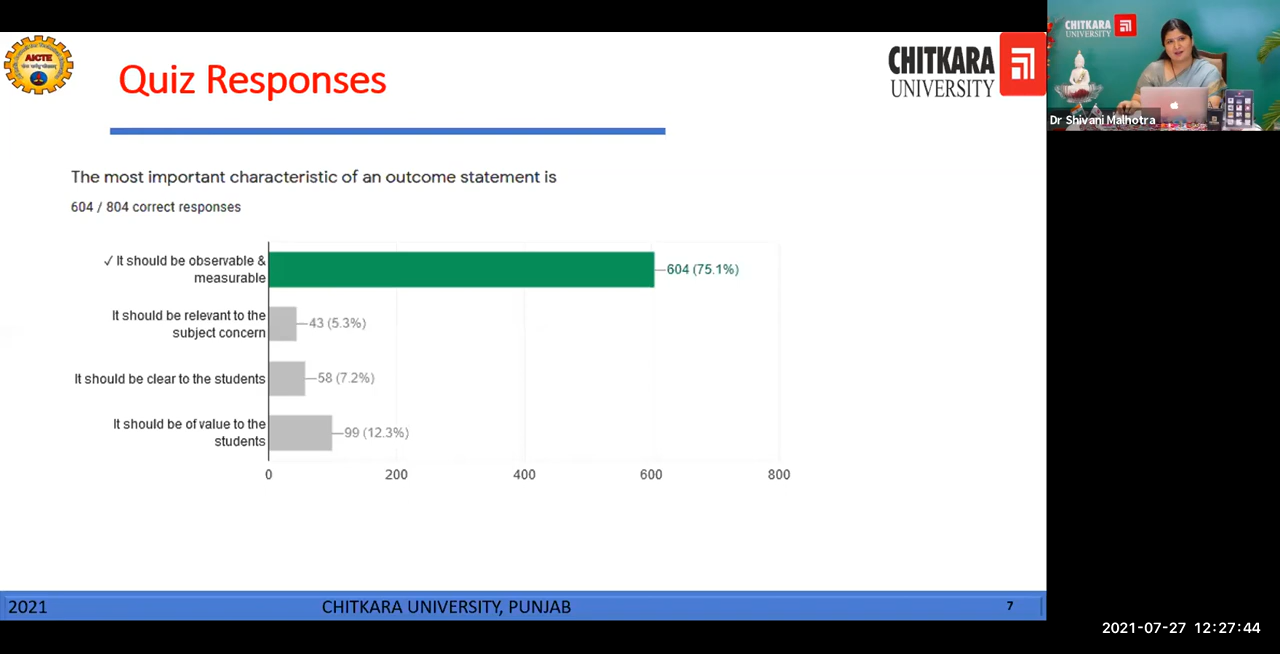 AICTE
Quiz Responses
CHITKARA
UNIVERSITY
CHITKARA
UNIVERSITY
Dr Shivani Malhotra
The most important characteristic of an outcome statement is
604 / 804 correct responses
✓ It should be observable &
measurable
604 (75.1%)
It should be relevant to the
subject concern
43 (5.3%)
It should be clear to the students
58 (7.2%)
It should be of value to the
students
99 (12.3%)
0 200 400 600 800
2021 CHITKARA UNIVERSITY, PUNJAB 7
2021-07-27 12:27:44